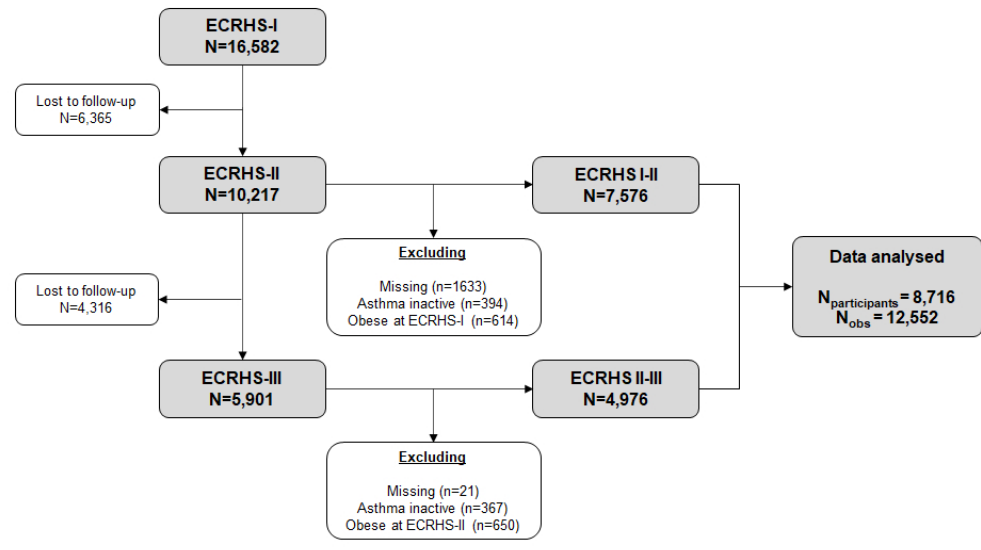 ECRHS-I
N=16,582
Lost to follow-up
N=6,365
ECRHS-II
N=10,217
ECRHS I-II
N=7,576
Excluding
Missing (n=1633)
Asthma inactive (n=394)
Obese at ECRHS-I (n=614)
Data analysed
Nparticipants = 8,716
Nobs = 12,552
Lost to follow-up
N=4,316
ECRHS-III
N=5,901
ECRHS II-III
N=4,976
Excluding
Missing (n=21)
Asthma inactive (n=367)
Obese at ECRHS-II (n=650)